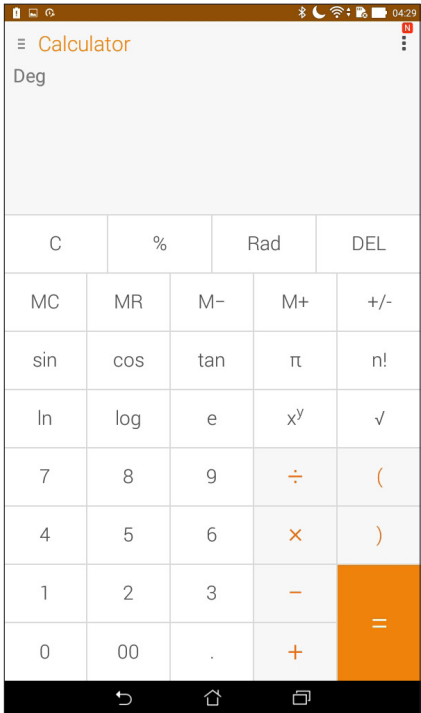 04:29
N
Calculator
Deg
C % Rad DEL
MC MR M− M+ +/-
sin cos tan π n!
ln log e xʸ √
7 8 9 ÷ (
4 5 6 × )
1 2 3 −
=
0 00 . +